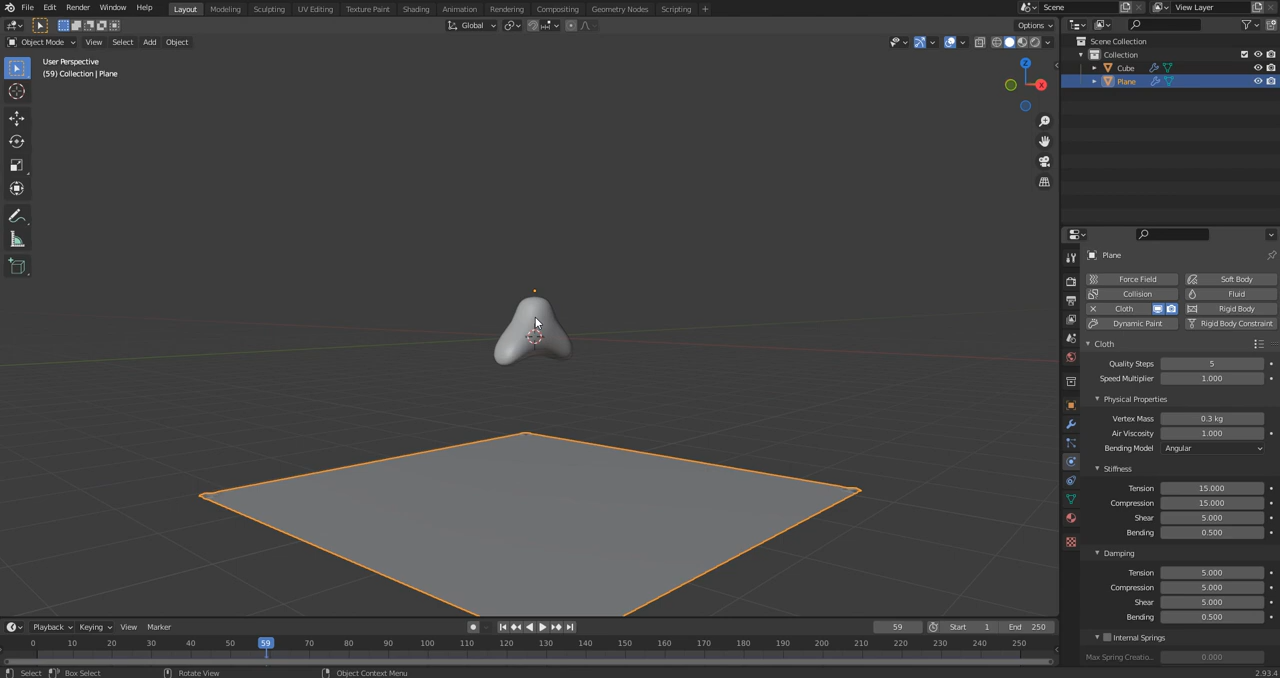 File Edit Render Window Help Layout Modeling Sculpting UV Editing Texture Paint Shading Animation Rendering Compositing Geometry Nodes Scripting + Scene View Layer
Global Options
Object Mode View Select Add Object
User Perspective
(59) Collection | Plane
Z
X
Scene Collection
Collection
Cube
Plane
Plane
Force Field Soft Body
Collision Fluid
Cloth Rigid Body
Dynamic Paint Rigid Body Constraint
Cloth
Quality Steps 5
Speed Multiplier 1.000
Physical Properties
Vertex Mass 0.3 kg
Air Viscosity 1.000
Bending Model Angular
Stiffness
Tension 15.000
Compression 15.000
Shear 5.000
Bending 0.500
Damping
Tension 5.000
Compression 5.000
Shear 5.000
Bending 0.500
Internal Springs
Max Spring Creatio... 0.000
Playback Keying View Marker 59 Start 1 End 250
0 10 20 30 40 50 59 70 80 90 100 110 120 130 140 150 160 170 180 190 200 210 220 230 240 250
Select Box Select Rotate View Object Context Menu 2.93.4